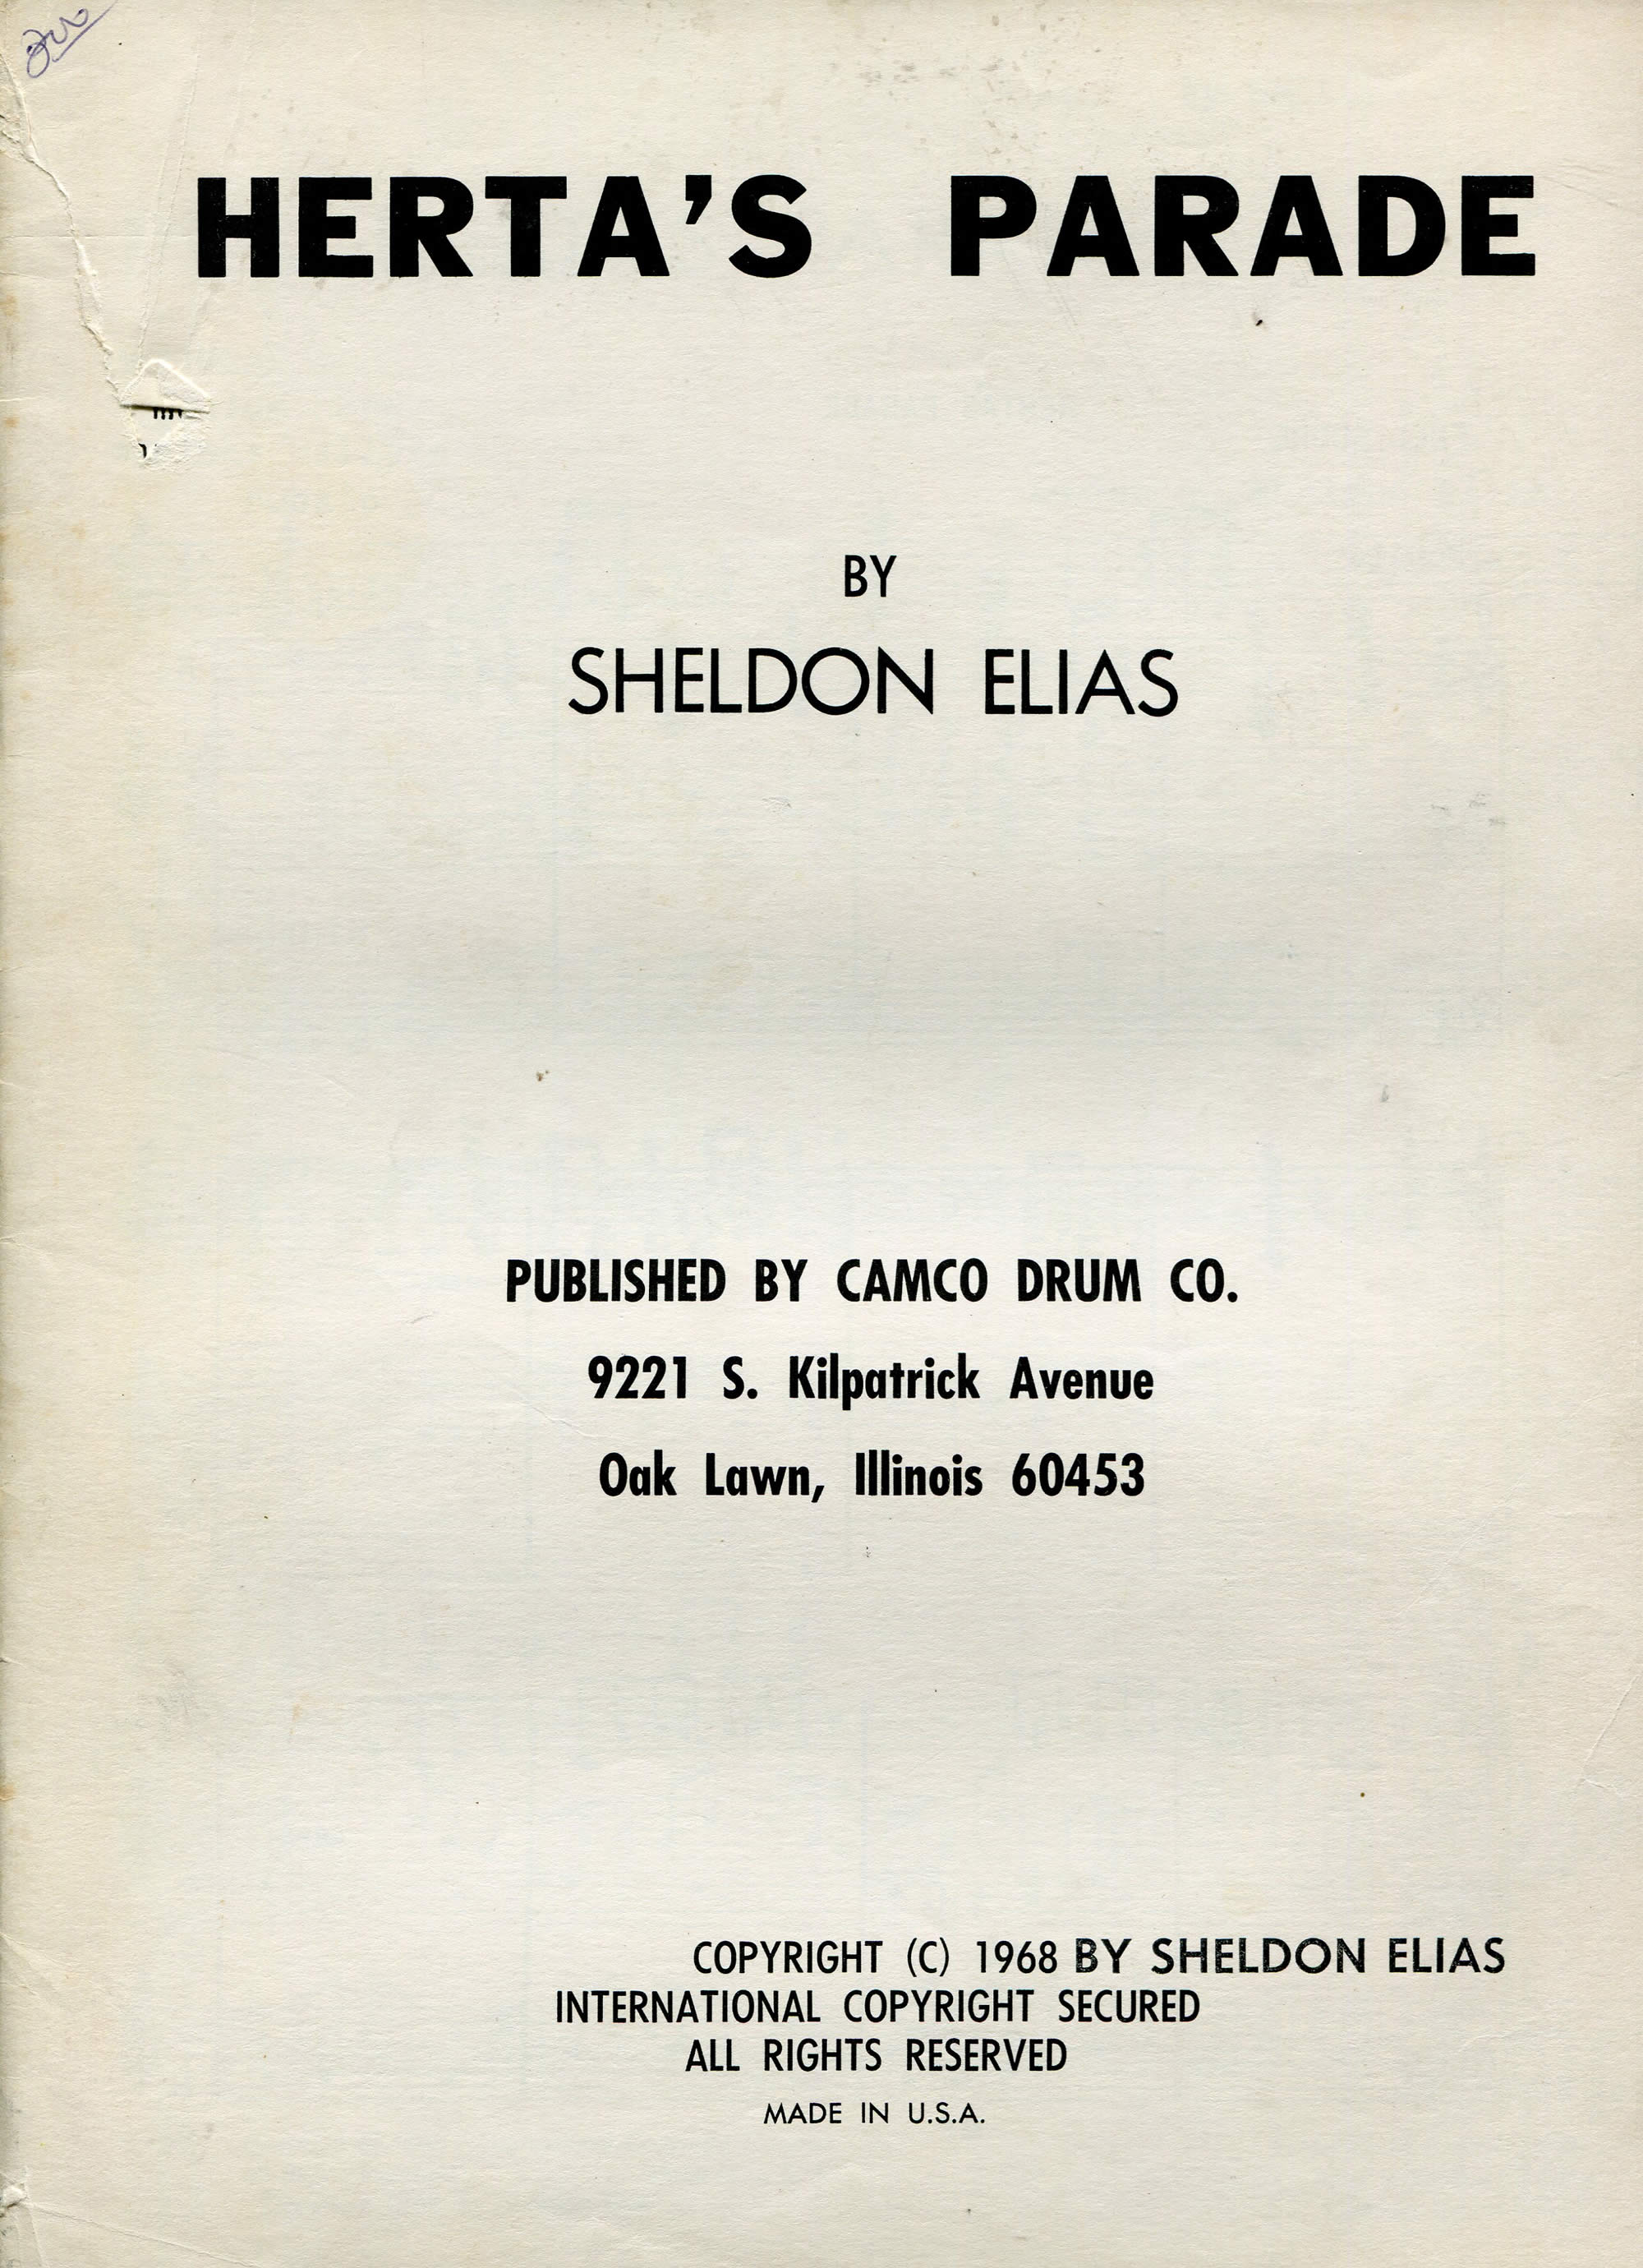 HERTA'S PARADE
BY
SHELDON ELIAS
PUBLISHED BY CAMCO DRUM CO.
9221 S. Kilpatrick Avenue
Oak Lawn, Illinois 60453
COPYRIGHT (C) 1968 BY SHELDON ELIAS
INTERNATIONAL COPYRIGHT SECURED
ALL RIGHTS RESERVED
MADE IN U.S.A.